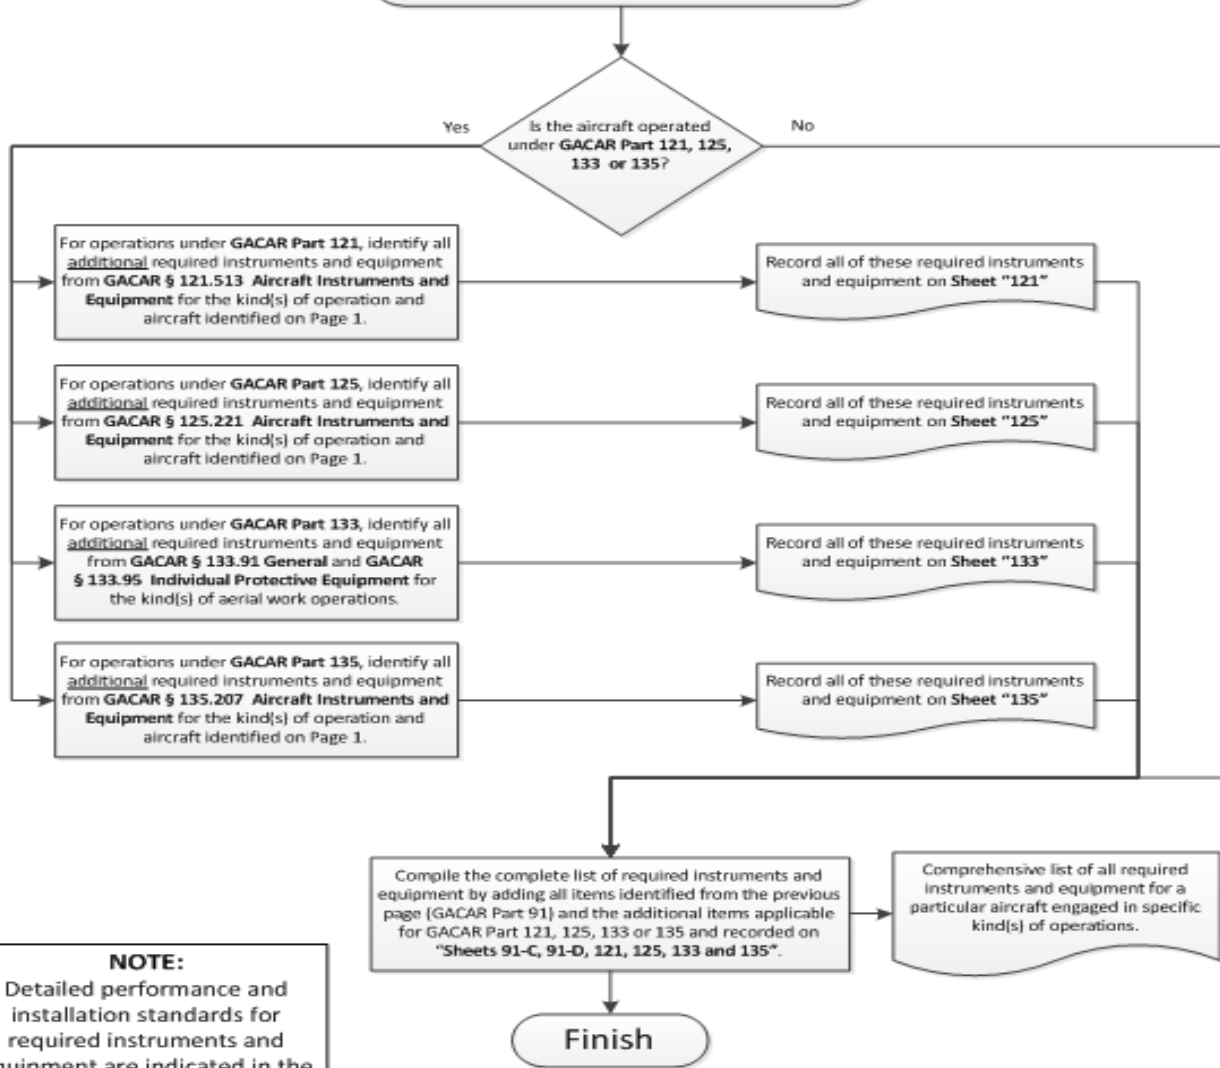 Is the aircraft operated
under GACAR Part 121, 125,
133 or 135?
Yes
No
For operations under GACAR Part 121, identify all
additional required instruments and equipment
from GACAR § 121.513 Aircraft Instruments and
Equipment for the kind(s) of operation and
aircraft identified on Page 1.
Record all of these required instruments
and equipment on Sheet "121"
For operations under GACAR Part 125, identify all
additional required instruments and equipment
from GACAR § 125.221 Aircraft Instruments and
Equipment for the kind(s) of operation and
aircraft identified on Page 1.
Record all of these required instruments
and equipment on Sheet "125"
For operations under GACAR Part 133, identify all
additional required instruments and equipment
from GACAR § 133.91 General and GACAR
§ 133.95 Individual Protective Equipment for
the kind(s) of aerial work operations.
Record all of these required instruments
and equipment on Sheet "133"
For operations under GACAR Part 135, identify all
additional required instruments and equipment
from GACAR § 135.207 Aircraft Instruments and
Equipment for the kind(s) of operation and
aircraft identified on Page 1.
Record all of these required instruments
and equipment on Sheet "135"
Compile the complete list of required instruments and
equipment by adding all items identified from the previous
page (GACAR Part 91) and the additional items applicable
for GACAR Part 121, 125, 133 or 135 and recorded on
"Sheets 91-C, 91-D, 121, 125, 133 and 135".
Comprehensive list of all required
instruments and equipment for a
particular aircraft engaged in specific
kind(s) of operations.
Finish
NOTE:
Detailed performance and
installation standards for
required instruments and
quipment are indicated in the